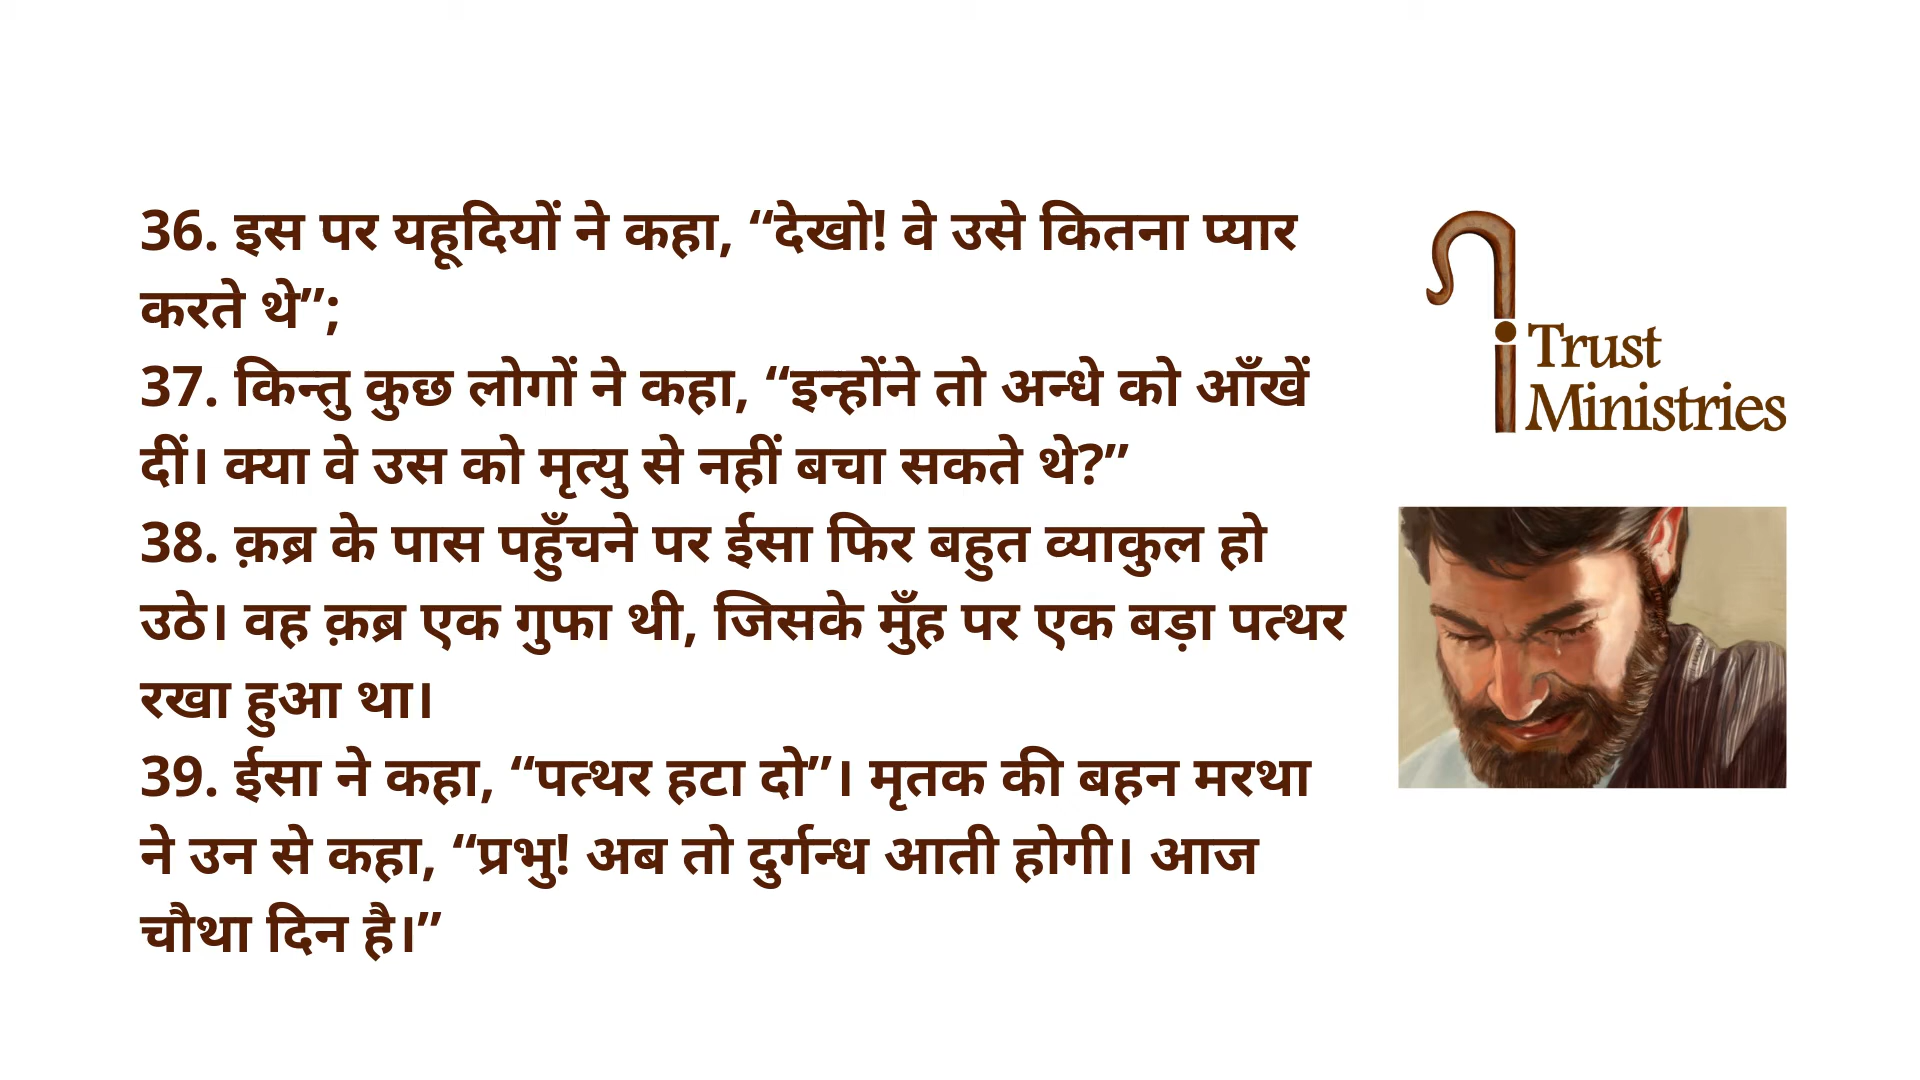 36. इस पर यहूदियों ने कहा, “देखो! वे उसे कितना प्यार
करते थे”;
37. किन्तु कुछ लोगों ने कहा, “इन्होंने तो अन्धे को आँखें
दीं। क्या वे उस को मृत्यु से नहीं बचा सकते थे?”
38. क़ब्र के पास पहुँचने पर ईसा फिर बहुत व्याकुल हो
उठे। वह क़ब्र एक गुफा थी, जिसके मुँह पर एक बड़ा पत्थर
रखा हुआ था।
39. ईसा ने कहा, “पत्थर हटा दो”। मृतक की बहन मरथा
ने उन से कहा, “प्रभु! अब तो दुर्गन्ध आती होगी। आज
चौथा दिन है।”
i Trust
Ministries